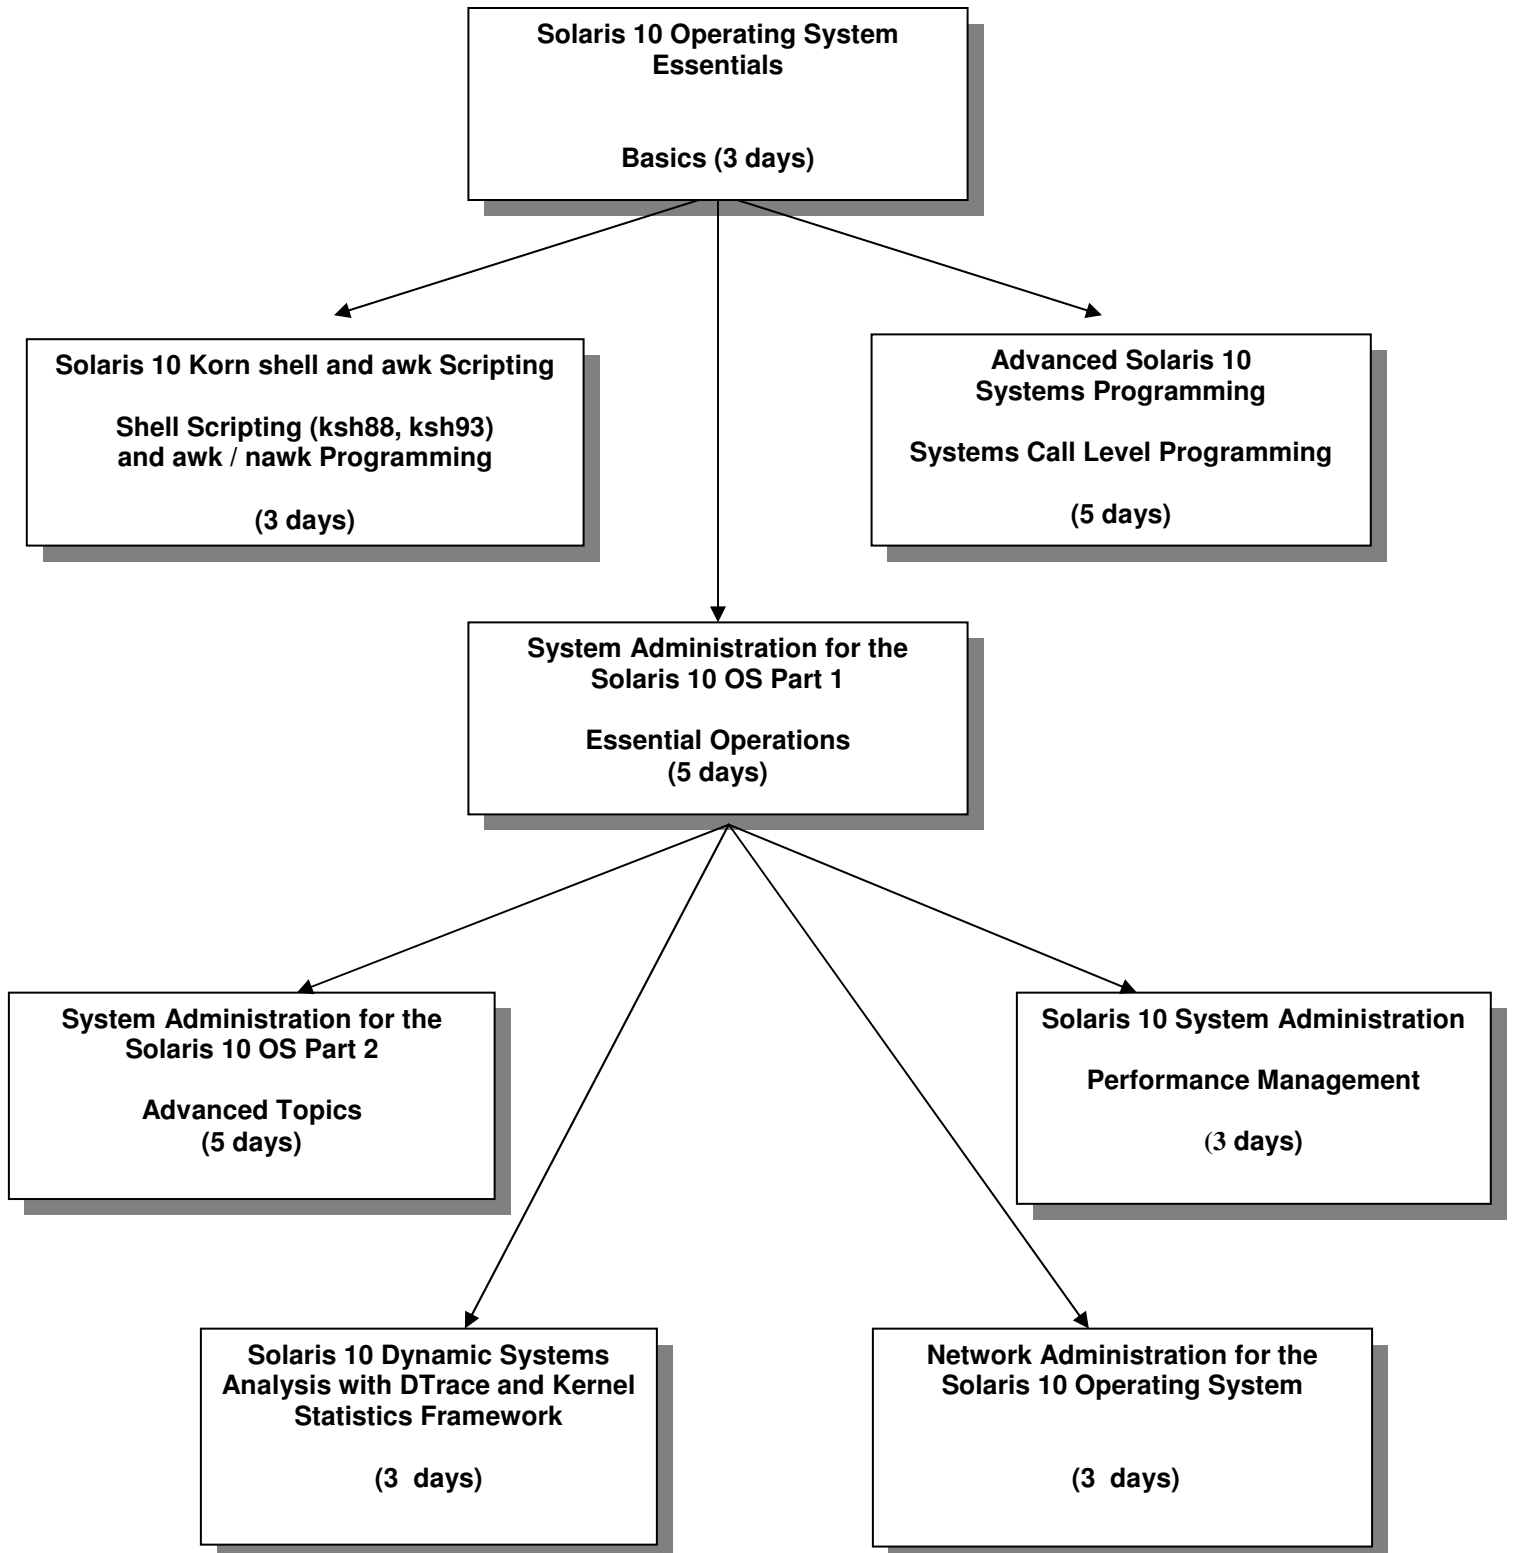 Solaris 10 Operating System
Essentials
Basics (3 days)
Solaris 10 Korn shell and awk Scripting
Shell Scripting (ksh88, ksh93)
and awk / nawk Programming
(3 days)
Advanced Solaris 10
Systems Programming
Systems Call Level Programming
(5 days)
System Administration for the
Solaris 10 OS Part 1
Essential Operations
(5 days)
System Administration for the
Solaris 10 OS Part 2
Advanced Topics
(5 days)
Solaris 10 System Administration
Performance Management
(3 days)
Solaris 10 Dynamic Systems
Analysis with DTrace and Kernel
Statistics Framework
(3  days)
Network Administration for the
Solaris 10 Operating System
(3  days)